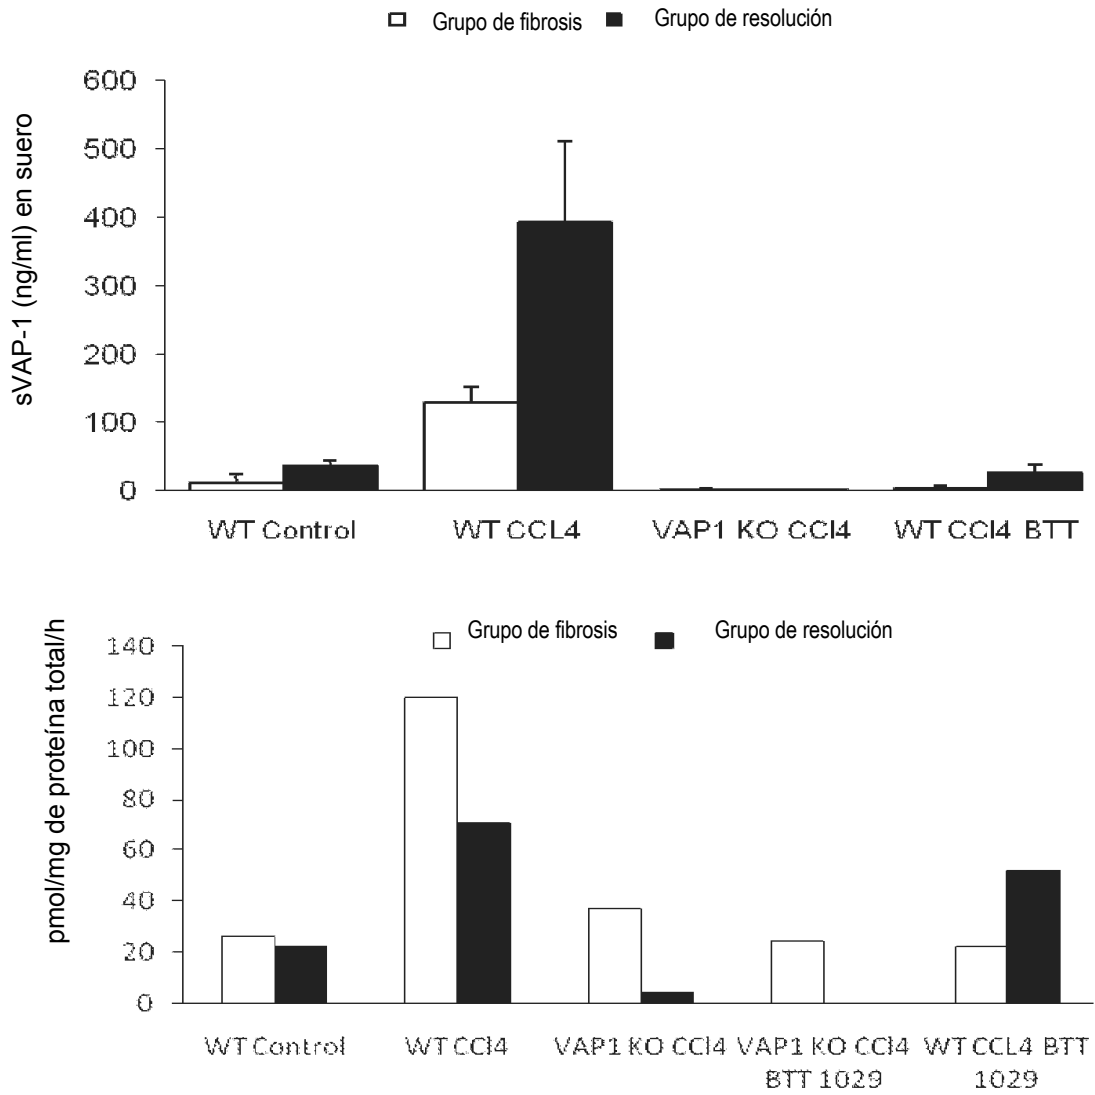 Grupo de fibrosis Grupo de resolución
sVAP-1 (ng/ml) en suero
600
500
400
300
200
100
0
WT Control WT CCL4 VAP1 KO CCl4 WT CCl4 BTT
Grupo de fibrosis Grupo de resolución
pmol/mg de proteína total/h
140
120
100
80
60
40
20
0
WT Control WT CCl4 VAP1 KO CCl4 VAP1 KO CCl4 WT CCL4 BTT
BTT 1029 1029